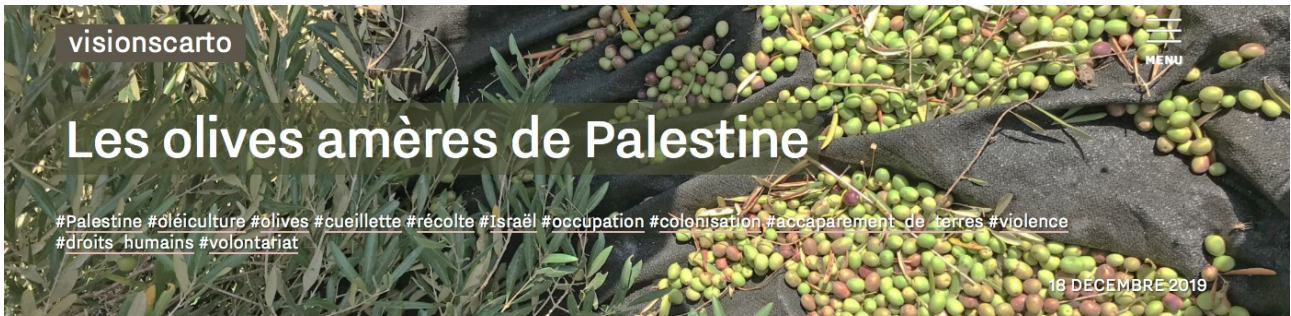 visionscarto
MENU
Les olives amères de Palestine
#Palestine #oléiculture #olives #cueillette #récolte #Israël #occupation #colonisation #accaparement_de_terres #violence
#droits_humains #volontariat
18 DÉCEMBRE 2019